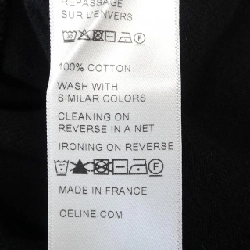 REPASSAGE
SUR L'ENVERS
100% COTTON
WASH WITH
SIMILAR COLORS
CLEANING ON
REVERSE IN A NET
IRONING ON REVERSE
MADE IN FRANCE
CELINE.COM